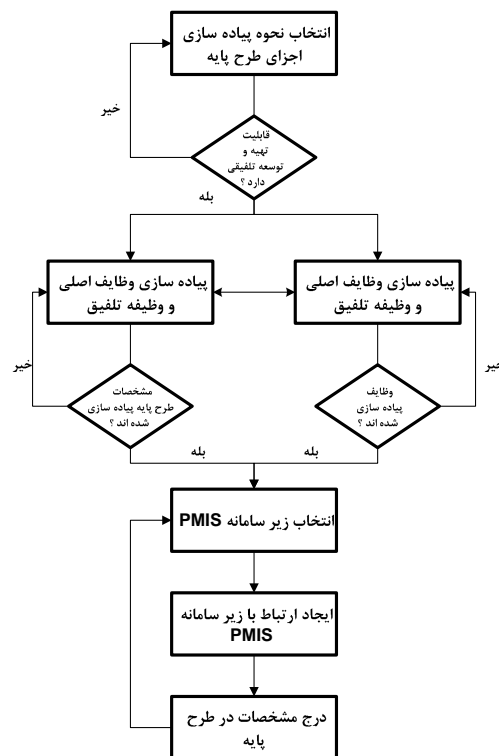 انتخاب نحوه پیاده سازی
اجزای طرح پایه
خیر
قابلیت
تهیه و
توسعه تلفیقی
دارد ؟
بله
پیاده سازی وظایف اصلی
و وظیفه تلفیق
پیاده سازی وظایف اصلی
و وظیفه تلفیق
خیر
وظایف
پیاده سازی
شده اند ؟
مشخصات
طرح پایه پیاده سازی
شده اند ؟
خیر
بله
بله
انتخاب زیر سامانه PMIS
ایجاد ارتباط با زیر سامانه
PMIS
درج مشخصات در طرح
پایه